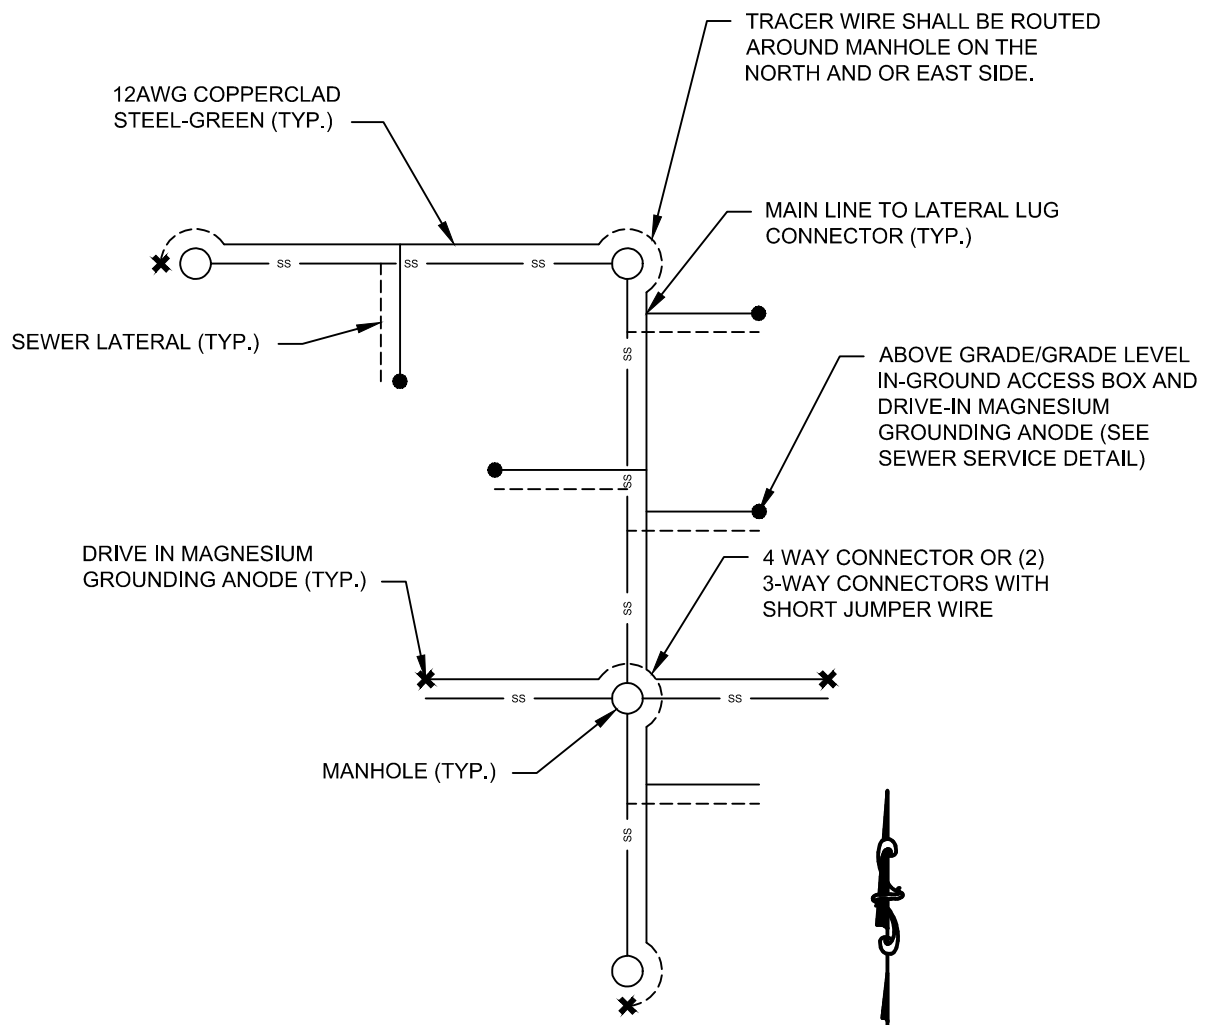 TRACER WIRE SHALL BE ROUTED
AROUND MANHOLE ON THE
NORTH AND OR EAST SIDE.
12AWG COPPERCLAD
STEEL-GREEN (TYP.)
MAIN LINE TO LATERAL LUG
CONNECTOR (TYP.)
SS
SS
SS
SEWER LATERAL (TYP.)
SS
ABOVE GRADE/GRADE LEVEL
IN-GROUND ACCESS BOX AND
DRIVE-IN MAGNESIUM
GROUNDING ANODE (SEE
SEWER SERVICE DETAIL)
SS
DRIVE IN MAGNESIUM
GROUNDING ANODE (TYP.)
4 WAY CONNECTOR OR (2)
3-WAY CONNECTORS WITH
SHORT JUMPER WIRE
SS
SS
SS
MANHOLE (TYP.)
SS